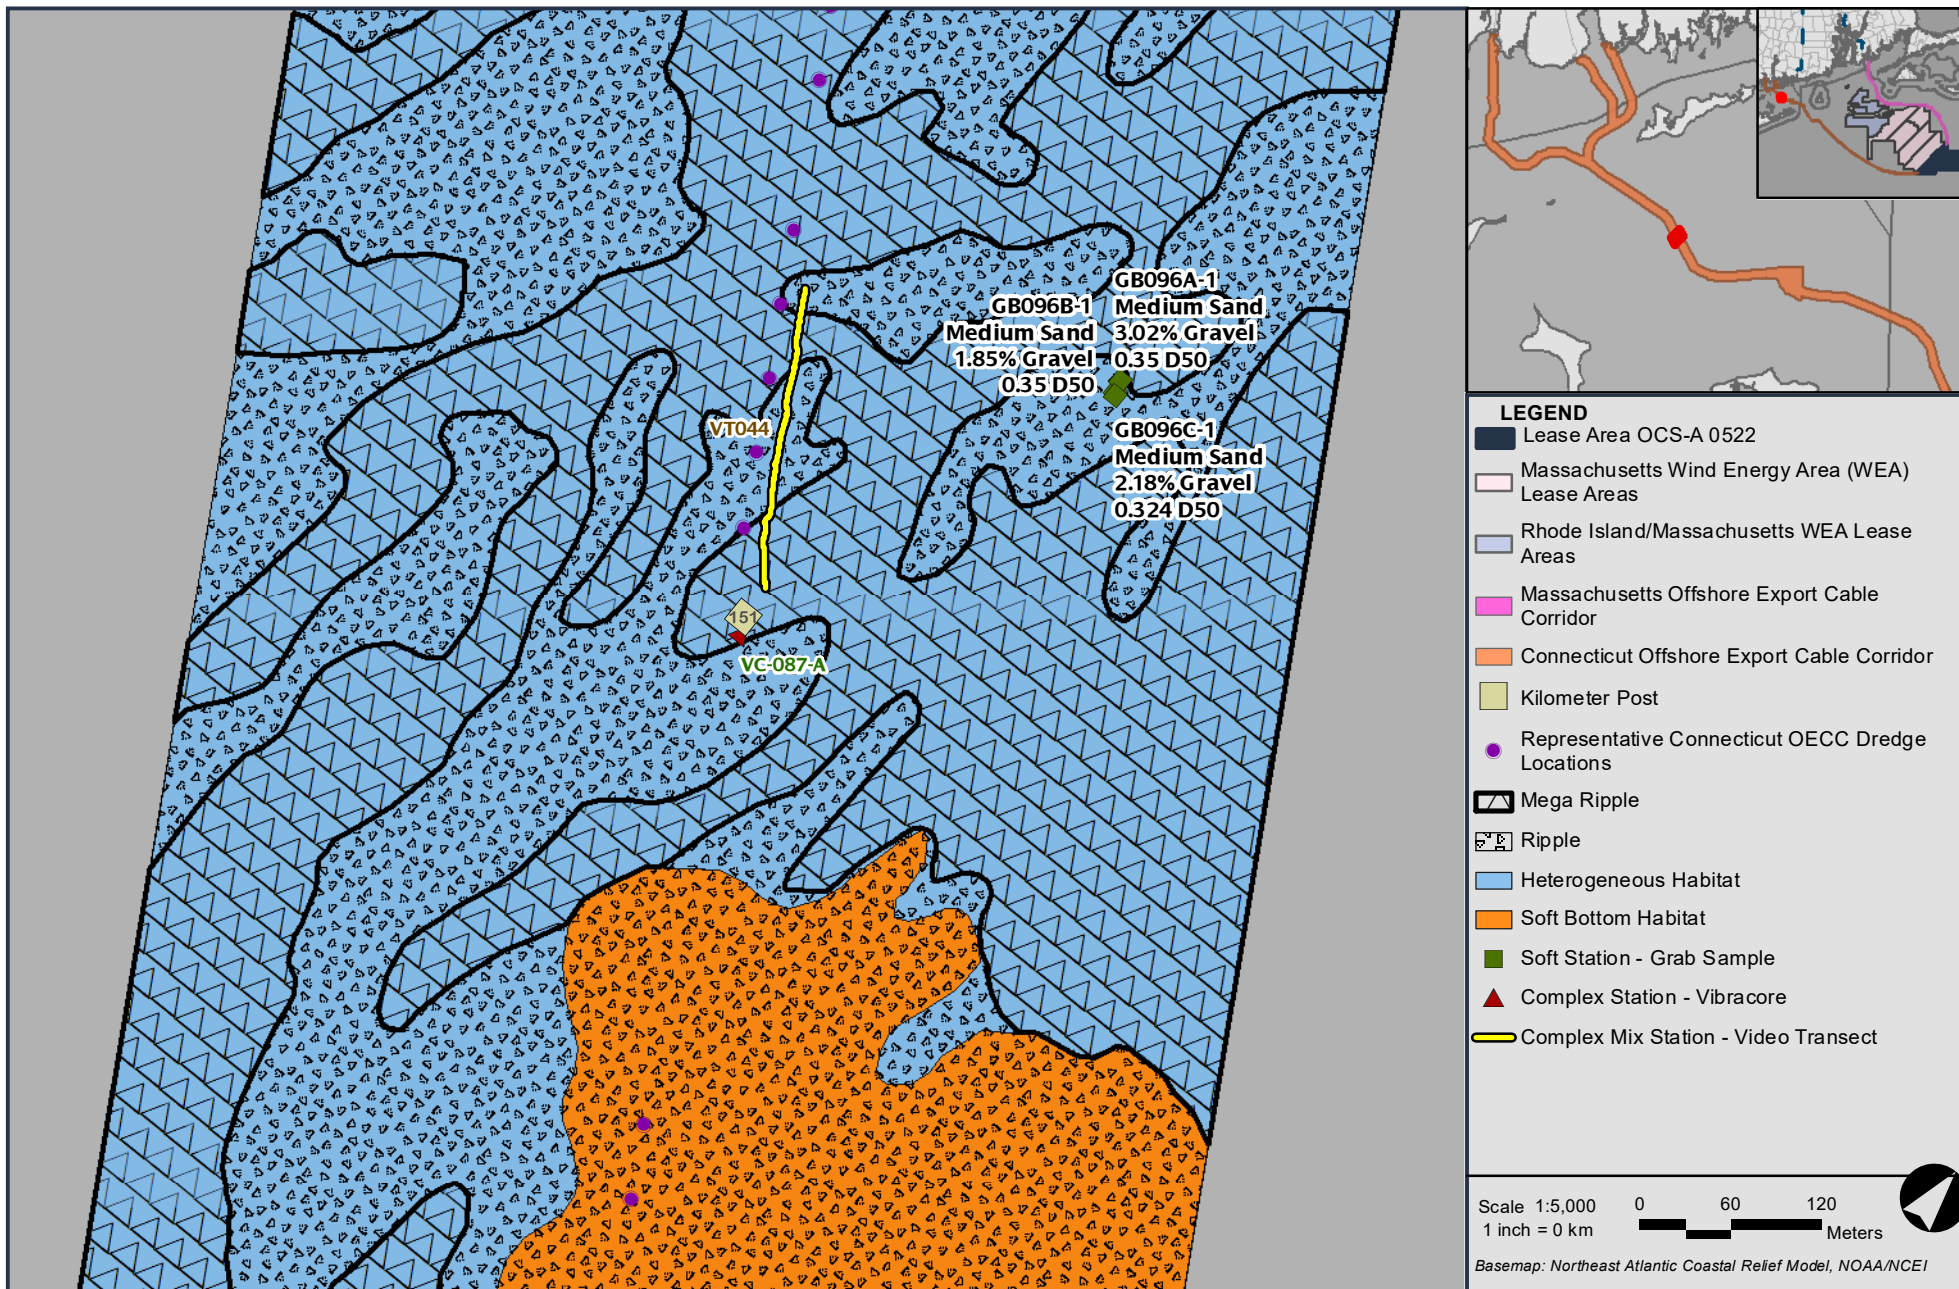 GB096A-1
Medium Sand
3.02% Gravel
0.35 D50
GB096B-1
Medium Sand
1.85% Gravel
0.35 D50
GB096C-1
Medium Sand
2.18% Gravel
0.324 D50
VT044
151
VC-087-A
LEGEND
Lease Area OCS-A 0522
Massachusetts Wind Energy Area (WEA)
Lease Areas
Rhode Island/Massachusetts WEA Lease
Areas
Massachusetts Offshore Export Cable
Corridor
Connecticut Offshore Export Cable Corridor
Kilometer Post
Representative Connecticut OECC Dredge
Locations
Mega Ripple
Ripple
Heterogeneous Habitat
Soft Bottom Habitat
Soft Station - Grab Sample
Complex Station - Vibracore
Complex Mix Station - Video Transect
Scale 1:5,000
1 inch = 0 km
0 60 120
Meters
Basemap: Northeast Atlantic Coastal Relief Model, NOAA/NCEI